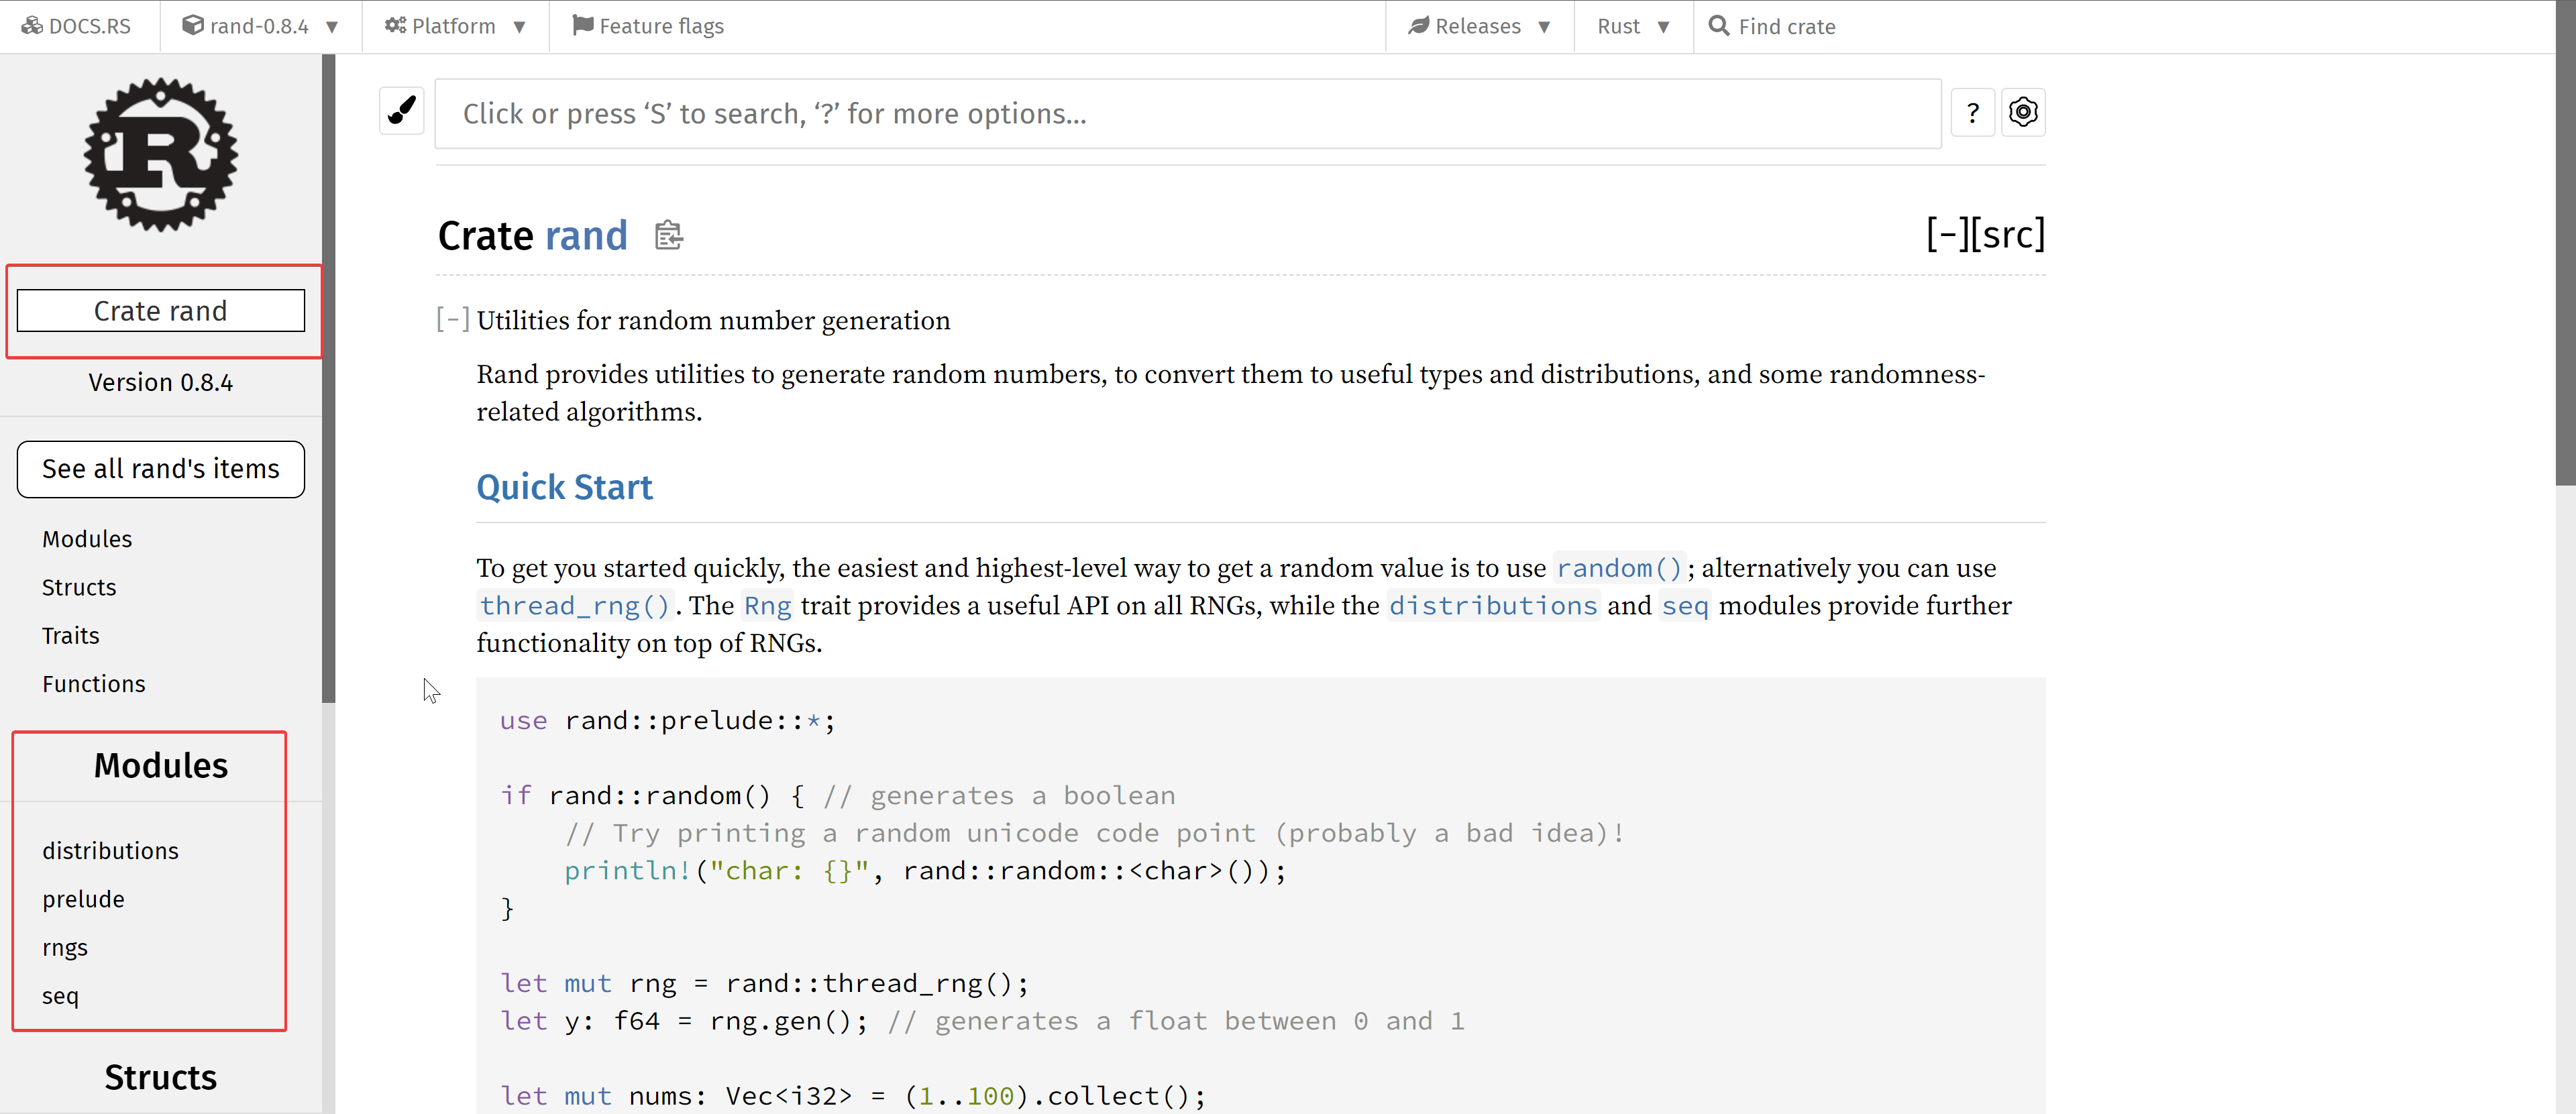 DOCS.RS rand-0.8.4 ▼ Platform ▼ Feature flags Releases ▼ Rust ▼ Find crate
Crate rand
Version 0.8.4
See all rand's items
Modules
Structs
Traits
Functions
Modules
distributions
prelude
rngs
seq
Structs
Click or press ‘S’ to search, ‘?’ for more options…
?
Crate rand [−][src]
[−] Utilities for random number generation
Rand provides utilities to generate random numbers, to convert them to useful types and distributions, and some randomness-
related algorithms.
Quick Start
To get you started quickly, the easiest and highest-level way to get a random value is to use random(); alternatively you can use
thread_rng(). The Rng trait provides a useful API on all RNGs, while the distributions and seq modules provide further
functionality on top of RNGs.
use rand::prelude::*;
if rand::random() { // generates a boolean
    // Try printing a random unicode code point (probably a bad idea)!
    println!("char: {}", rand::random::<char>());
}
let mut rng = rand::thread_rng();
let y: f64 = rng.gen(); // generates a float between 0 and 1
let mut nums: Vec<i32> = (1..100).collect();